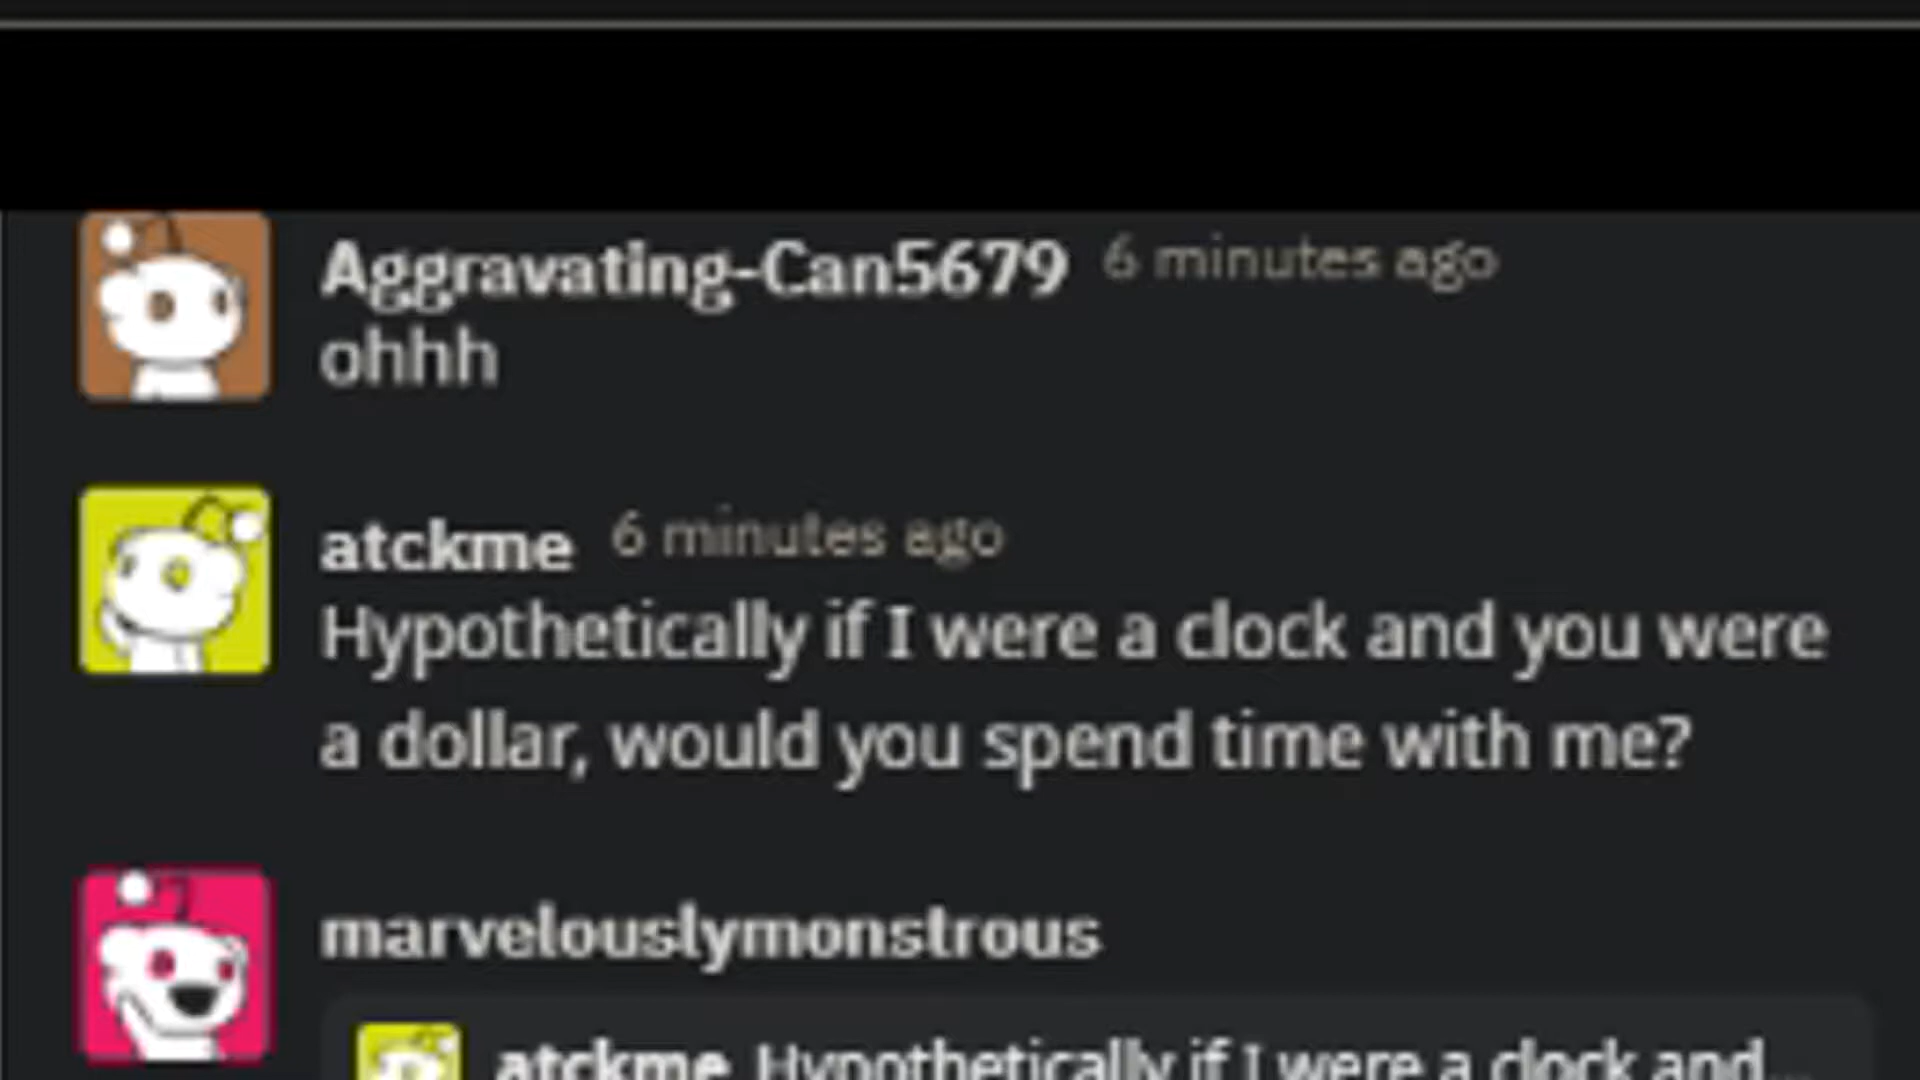 Aggravating-Can5679 6 minutes ago
ohhh
atckme 6 minutes ago
Hypothetically if I were a clock and you were
a dollar, would you spend time with me?
marvelouslymonstrous
atckme Hypothetically if I were a clock and...